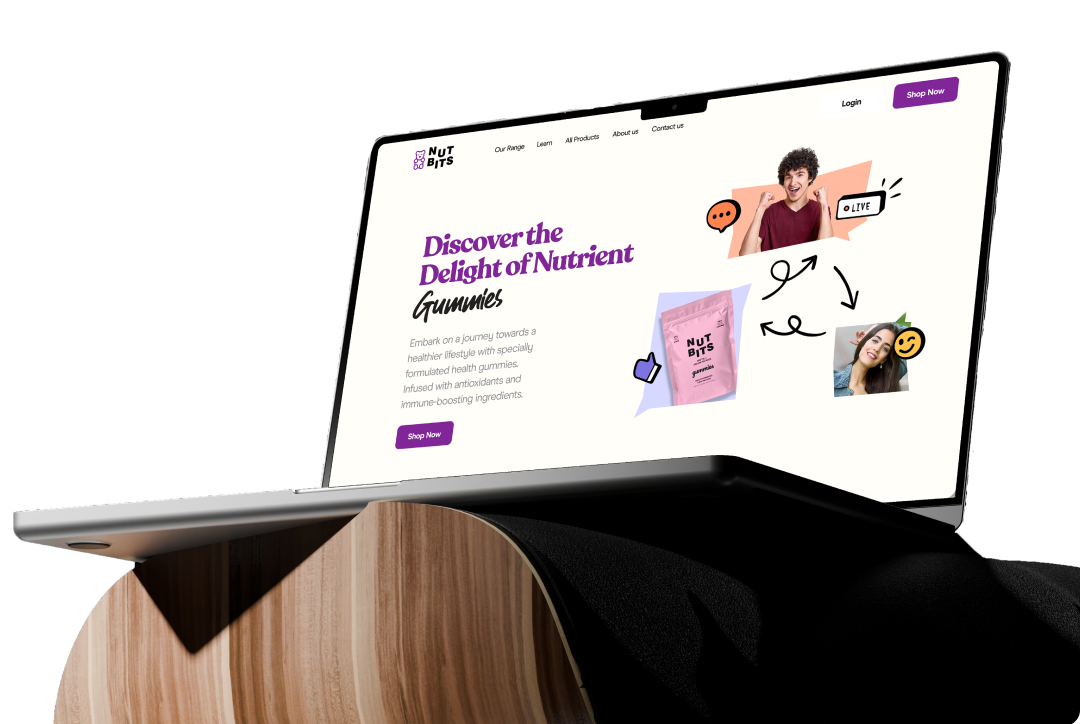 NUT
BITS
Our Range
Learn
All Products
About us
Contact us
Login
Shop Now
Discover the
Delight of Nutrient
Gummies
Embark on a journey towards a
healthier lifestyle with specially
formulated health gummies.
Infused with antioxidants and
immune-boosting ingredients.
Shop Now
LIVE
NUT
BITS
gummies